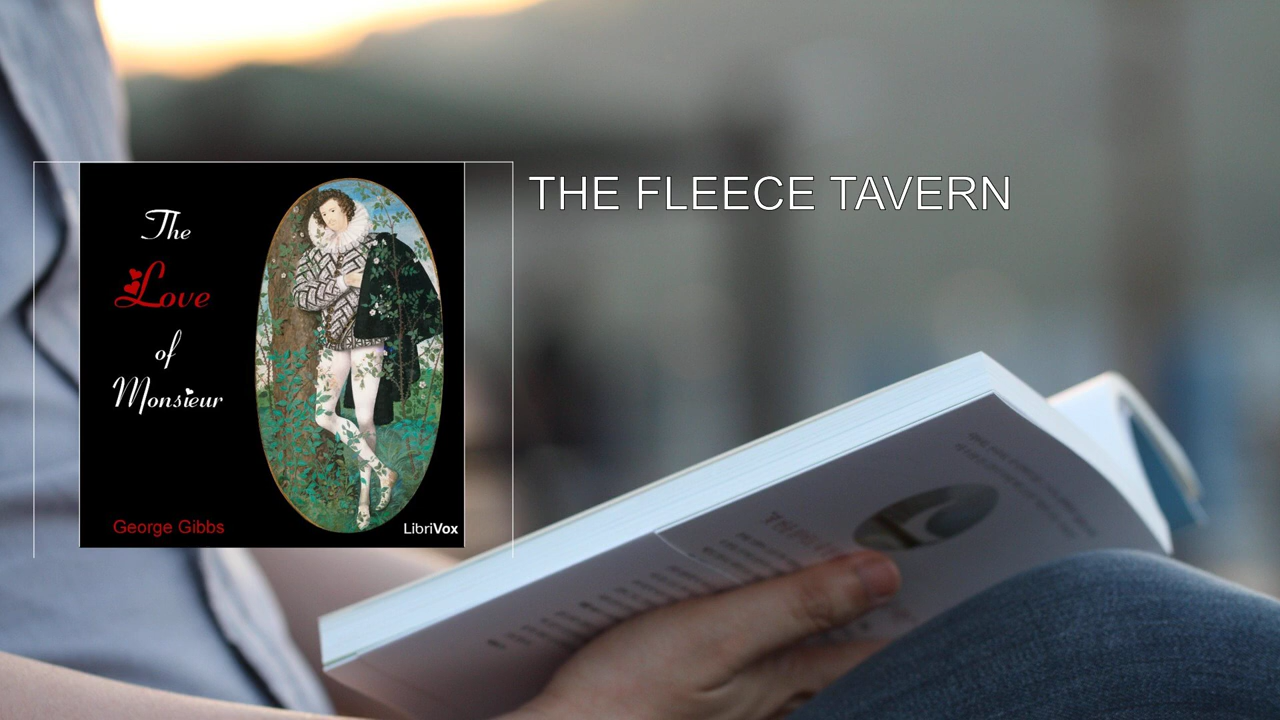 THE FLEECE TAVERN
The
Love
of
Monsieur
George Gibbs
LibriVox